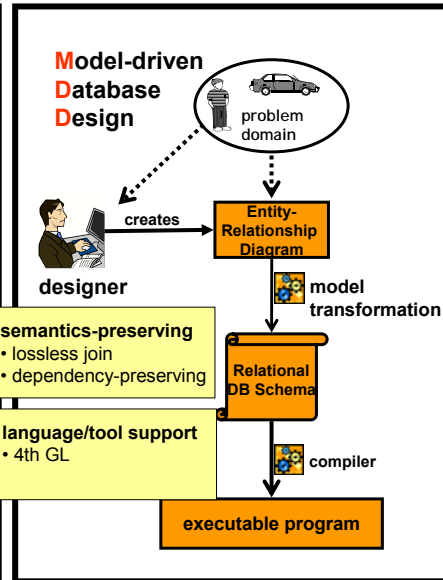 Model-driven
Database
Design
problem
domain
creates
Entity-
Relationship
Diagram
designer
model
transformation
semantics-preserving
• lossless join
• dependency-preserving
Relational
DB Schema
language/tool support
• 4th GL
compiler
executable program